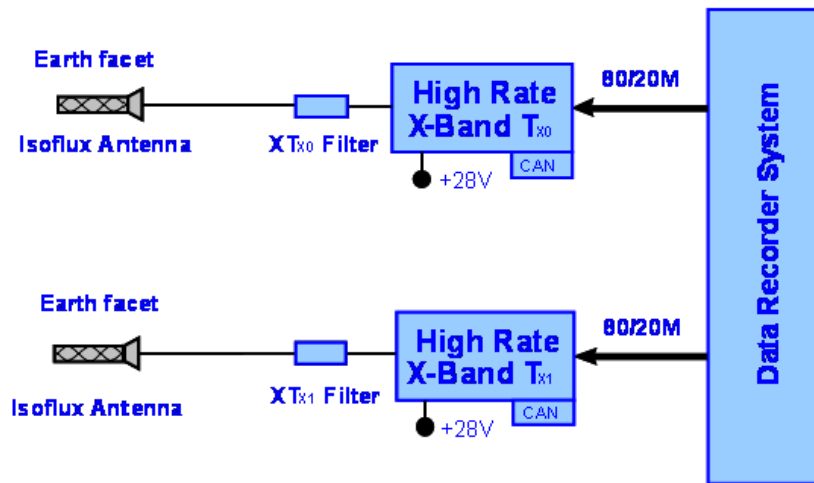 Earth facet
Isoflux Antenna
XTX0 Filter
High Rate
X-Band TX0
CAN
+28V
80/20M
Data Recorder System
Earth facet
Isoflux Antenna
XTX1 Filter
High Rate
X-Band TX1
CAN
+28V
80/20M